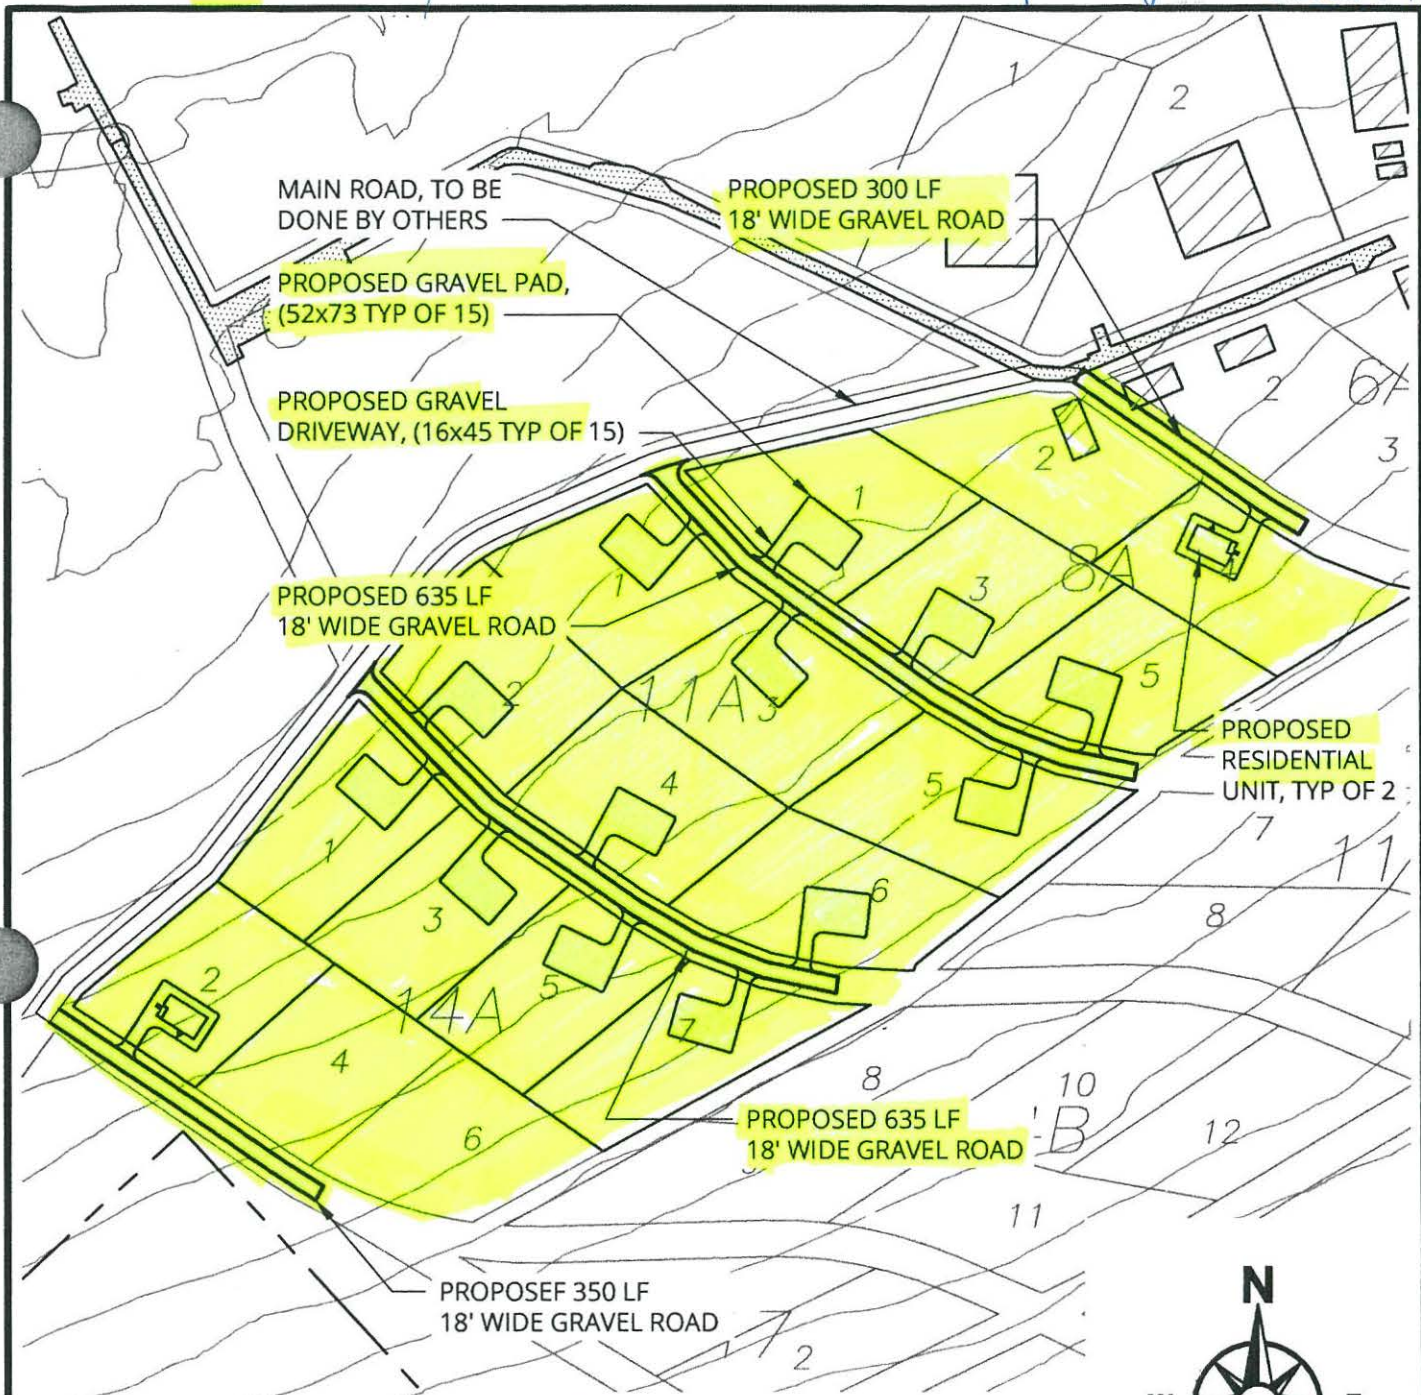 1
2
MAIN ROAD, TO BE
DONE BY OTHERS
PROPOSED 300 LF
18' WIDE GRAVEL ROAD
PROPOSED GRAVEL PAD,
(52x73 TYP OF 15)
PROPOSED GRAVEL
DRIVEWAY, (16x45 TYP OF 15)
2
6A
3
2
1
8A
1
3
PROPOSED 635 LF
18' WIDE GRAVEL ROAD
5
2
11A
3
PROPOSED
RESIDENTIAL
UNIT, TYP OF 2
4
5
7
11
1
6
8
3
2
5
14A
7
4
8
10
PROPOSED 635 LF
18' WIDE GRAVEL ROAD
'B
12
6
11
PROPOSEF 350 LF
18' WIDE GRAVEL ROAD
17
2
N